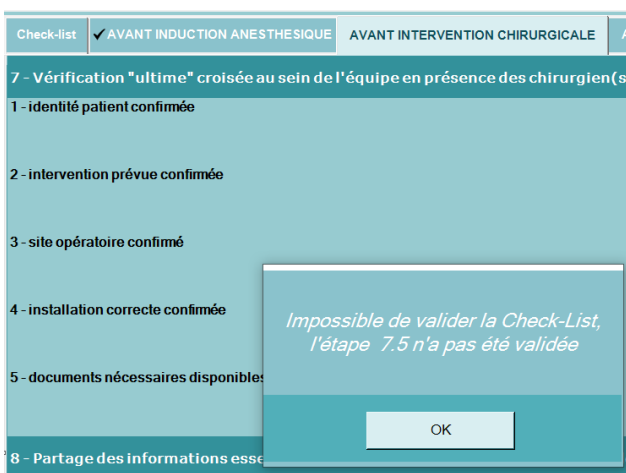 Check-list ✓AVANT INDUCTION ANESTHESIQUE AVANT INTERVENTION CHIRURGICALE
7 - Vérification "ultime" croisée au sein de l'équipe en présence des chirurgien(s
1 - identité patient confirmée
2 - intervention prévue confirmée
3 - site opératoire confirmé
4 - installation correcte confirmée
5 - documents nécessaires disponibles
Impossible de valider la Check-List,
l'étape 7.5 n'a pas été validée
OK
8 - Partage des informations esse